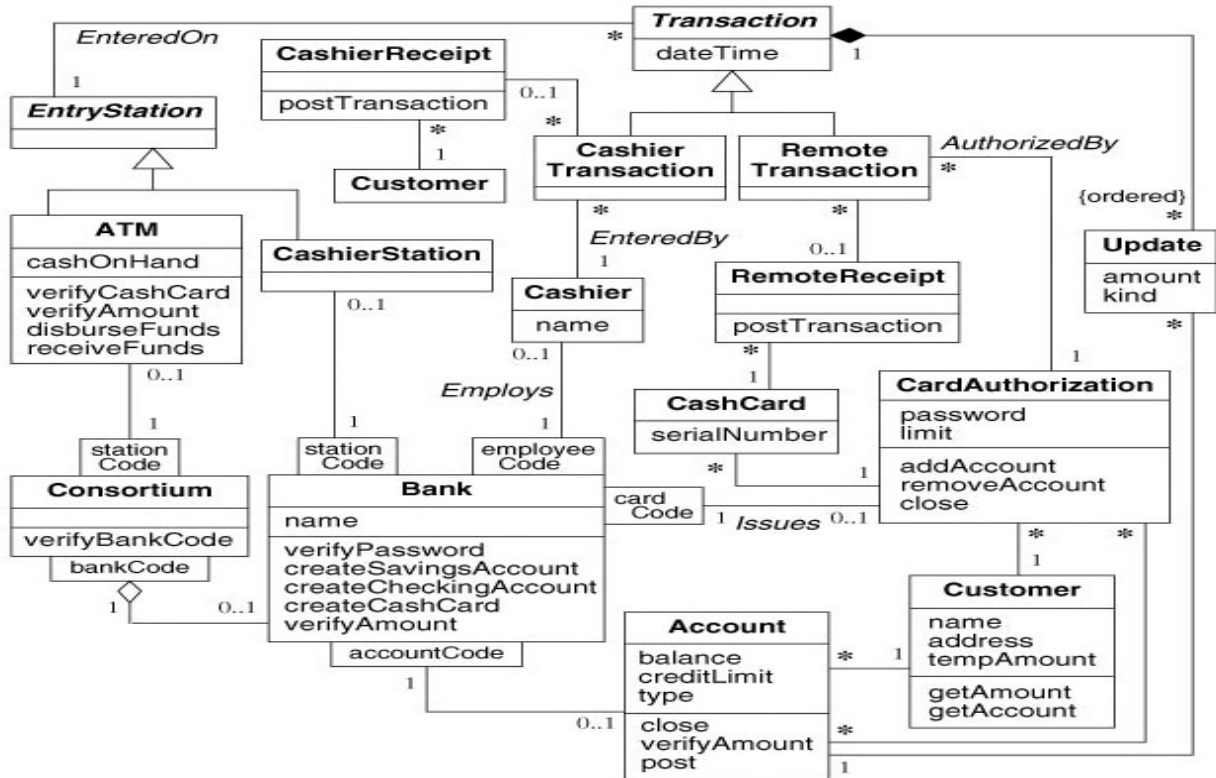 Transaction
dateTime
EnteredOn
*
1
1
CashierReceipt
postTransaction
0..1
*
EntryStation
*
1
Customer
Cashier
Transaction
Remote
Transaction
AuthorizedBy
*
{ordered}
*
ATM
cashOnHand
verifyCashCard
verifyAmount
disburseFunds
receiveFunds
0..1
CashierStation
0..1
*
EnteredBy
1
Cashier
name
0..1
*
0..1
RemoteReceipt
postTransaction
*
Update
amount
kind
*
Employs
1
CashCard
serialNumber
*
1
CardAuthorization
password
limit
addAccount
removeAccount
close
1
station
Code
Consortium
verifyBankCode
bankCode
1
0..1
1
station
Code
1
employee
Code
Bank
name
verifyPassword
createSavingsAccount
createCheckingAccount
createCashCard
verifyAmount
accountCode
1
0..1
card
Code
1
Issues
0..1
1
*
*
1
Customer
name
address
tempAmount
getAmount
getAccount
Account
balance
creditLimit
type
close
verifyAmount
post
*
1
*
1